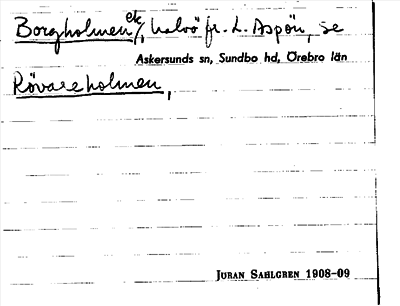 Borgholmen ek/, halvö fr. L. Aspön, se
Askersunds sn, Sundbo hd, Örebro län
Rövareholmen,
JURAN SAHLGREN 1908-09